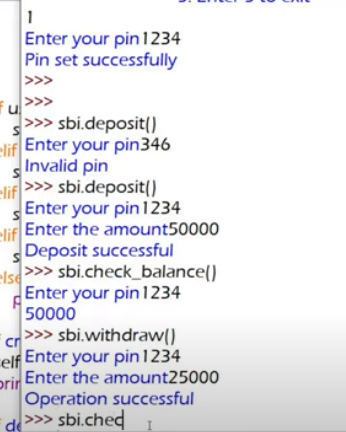 3. Enter 3 to exit
1
Enter your pin1234
Pin set successfully
>>>
>>>
>>> sbi.deposit()
Enter your pin346
Invalid pin
>>> sbi.deposit()
Enter your pin1234
Enter the amount50000
Deposit successful
>>> sbi.check_balance()
Enter your pin1234
50000
>>> sbi.withdraw()
Enter your pin1234
Enter the amount25000
Operation successful
>>> sbi.chec